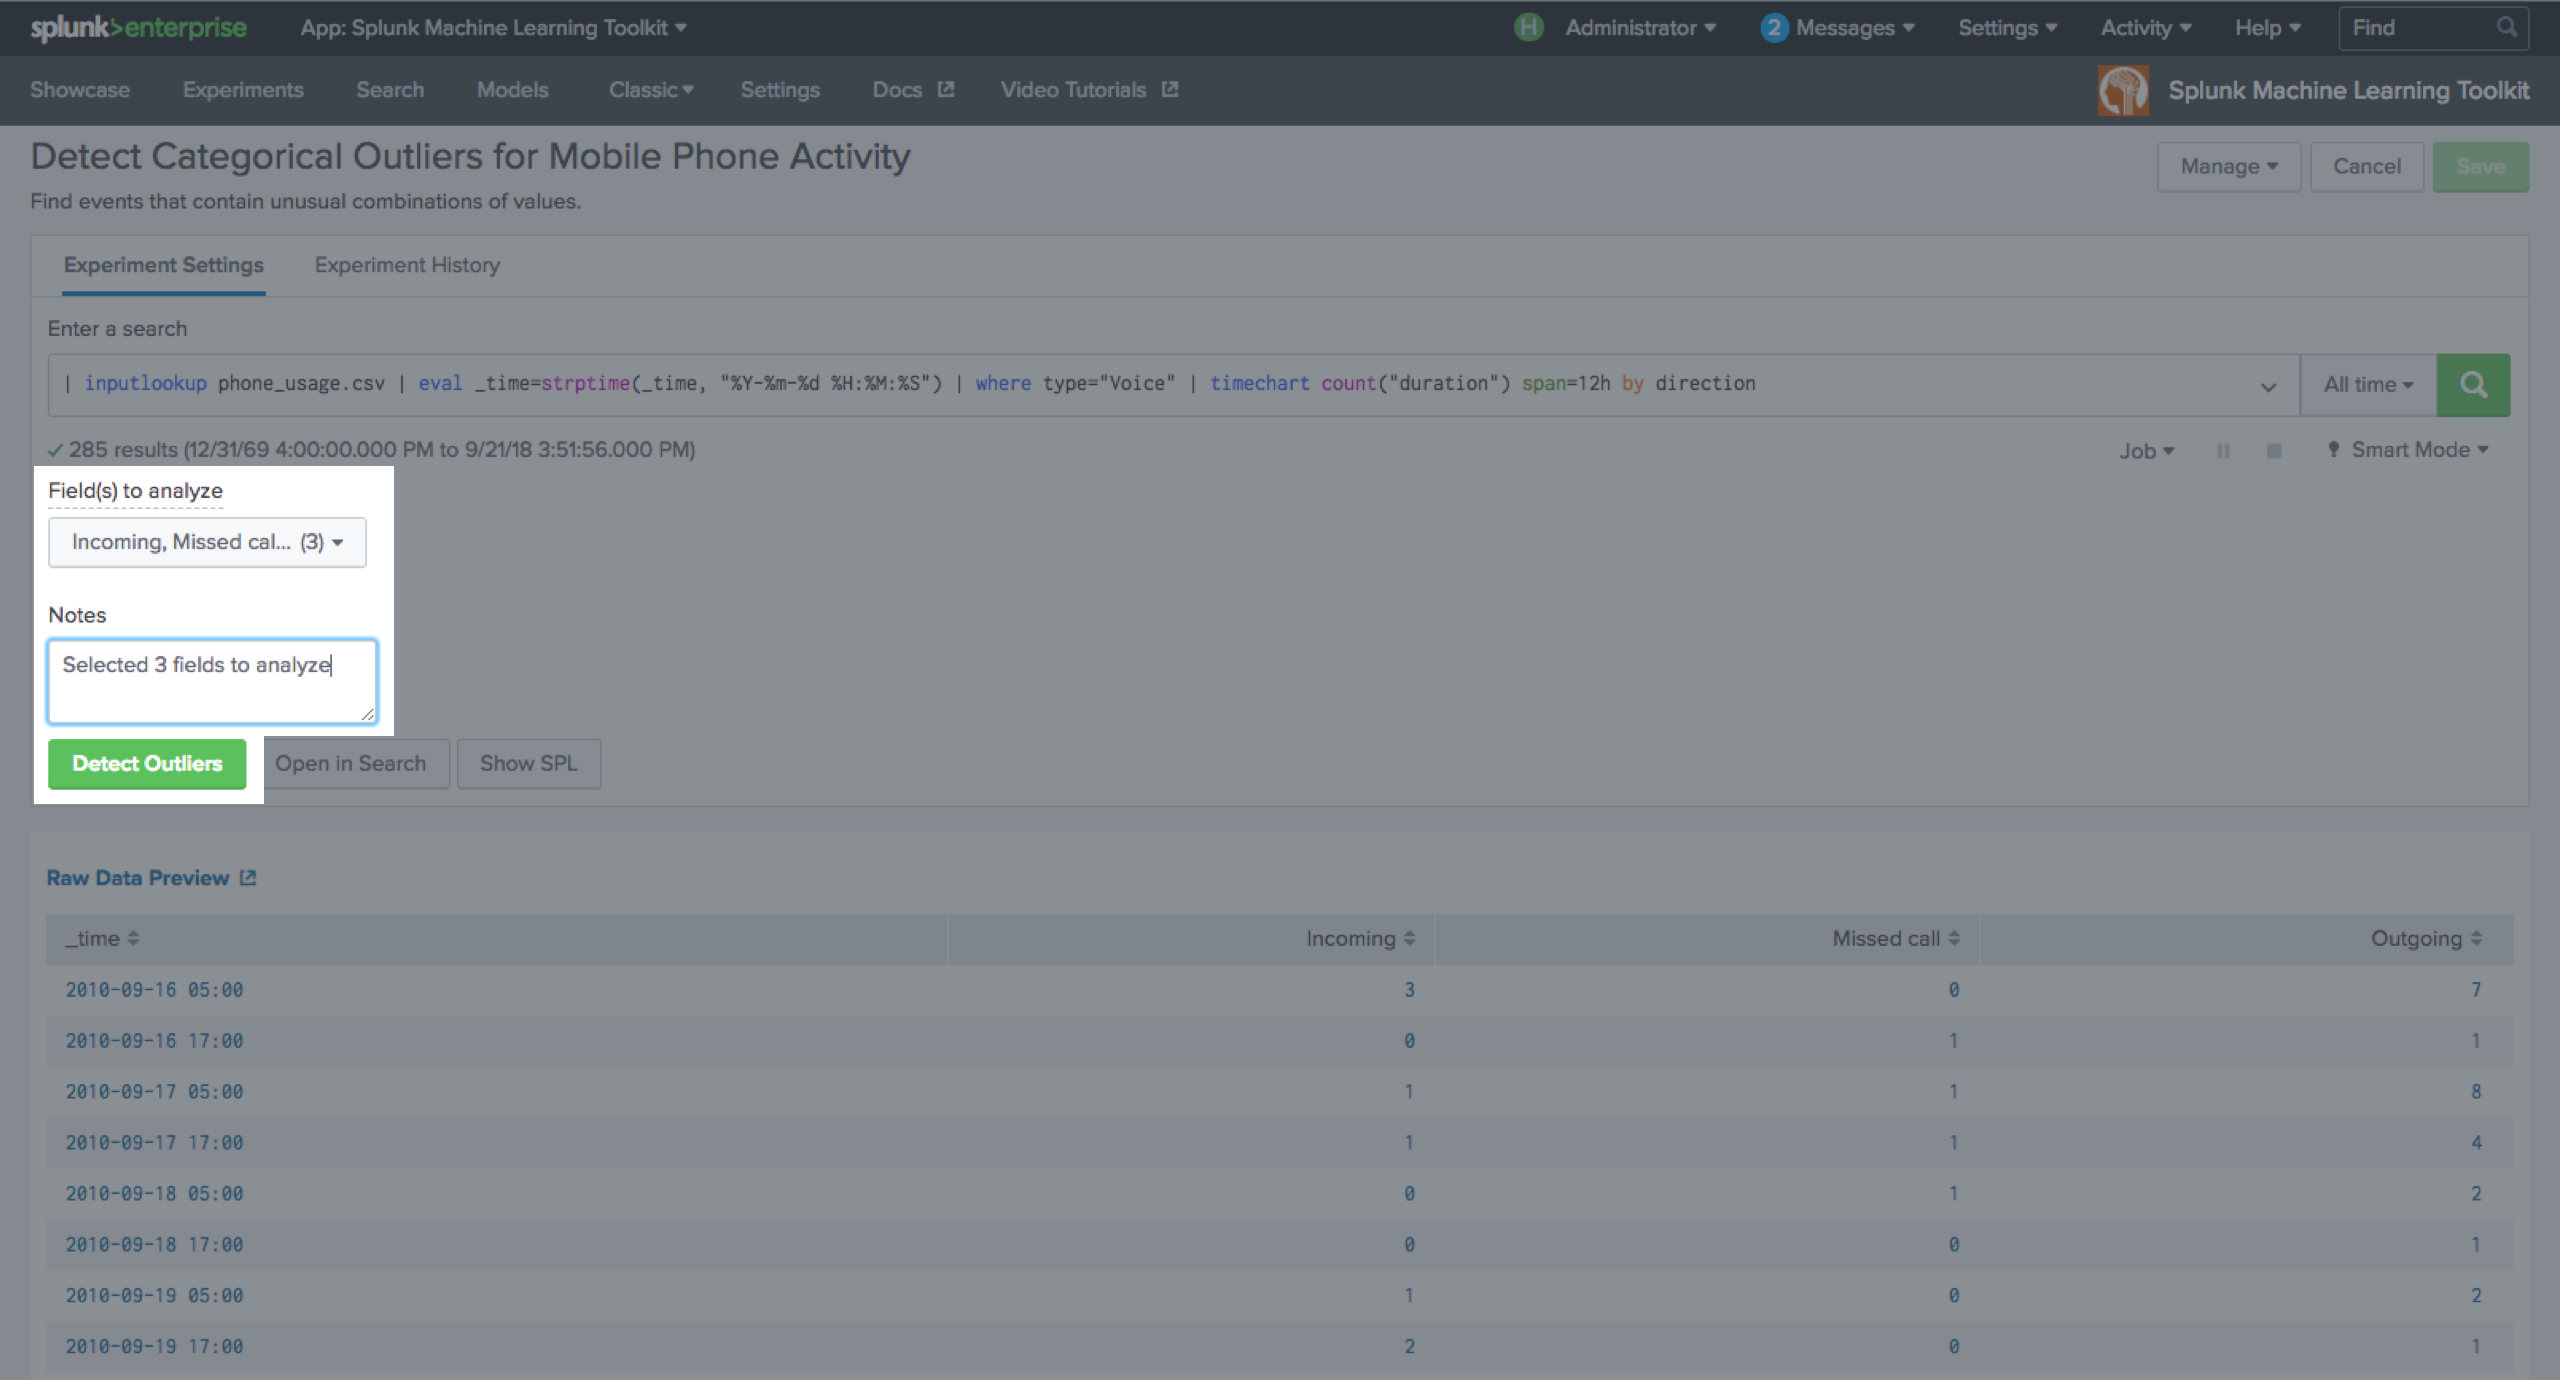 splunk>enterprise App: Splunk Machine Learning Toolkit H Administrator 2 Messages Settings Activity Help Find
Showcase Experiments Search Models Classic Settings Docs Video Tutorials Splunk Machine Learning Toolkit
Detect Categorical Outliers for Mobile Phone Activity Manage Cancel Save
Find events that contain unusual combinations of values.
Experiment Settings Experiment History
Enter a search
| inputlookup phone_usage.csv | eval _time=strptime(_time, "%Y-%m-%d %H:%M:%S") | where type="Voice" | timechart count("duration") span=12h by direction All time
285 results (12/31/69 4:00:00.000 PM to 9/21/18 3:51:56.000 PM) Job Smart Mode
Field(s) to analyze
Incoming, Missed cal... (3)
Notes
Selected 3 fields to analyze
Detect Outliers Open in Search Show SPL
Raw Data Preview
_time Incoming Missed call Outgoing
2010-09-16 05:00 3 0 7
2010-09-16 17:00 0 1 1
2010-09-17 05:00 1 1 8
2010-09-17 17:00 1 1 4
2010-09-18 05:00 0 1 2
2010-09-18 17:00 0 0 1
2010-09-19 05:00 1 0 2
2010-09-19 17:00 2 0 1